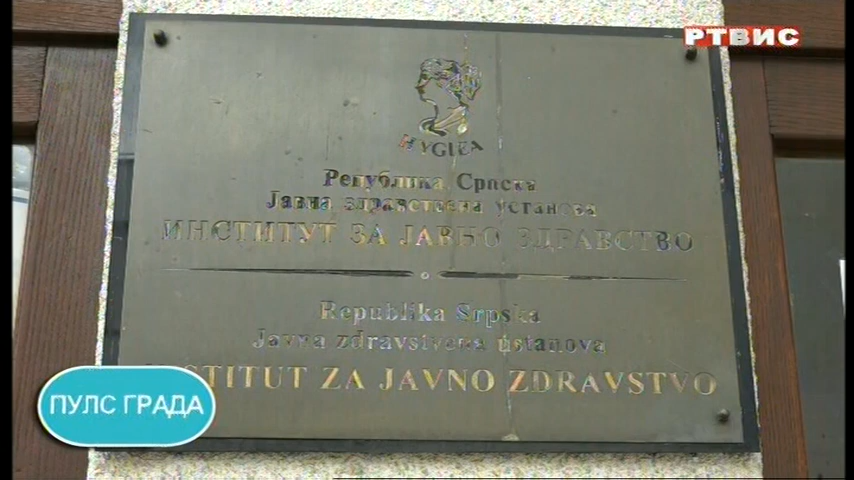 РТВИС
HYGIEA
Република Српска
Јавна здравствена установа
ИНСТИТУТ ЗА ЈАВНО ЗДРАВСТВО
Republika Srpska
Javna zdravstvena ustanova
STITUT ZA JAVNO ZDRAVSTVO
ПУЛС ГРАДА